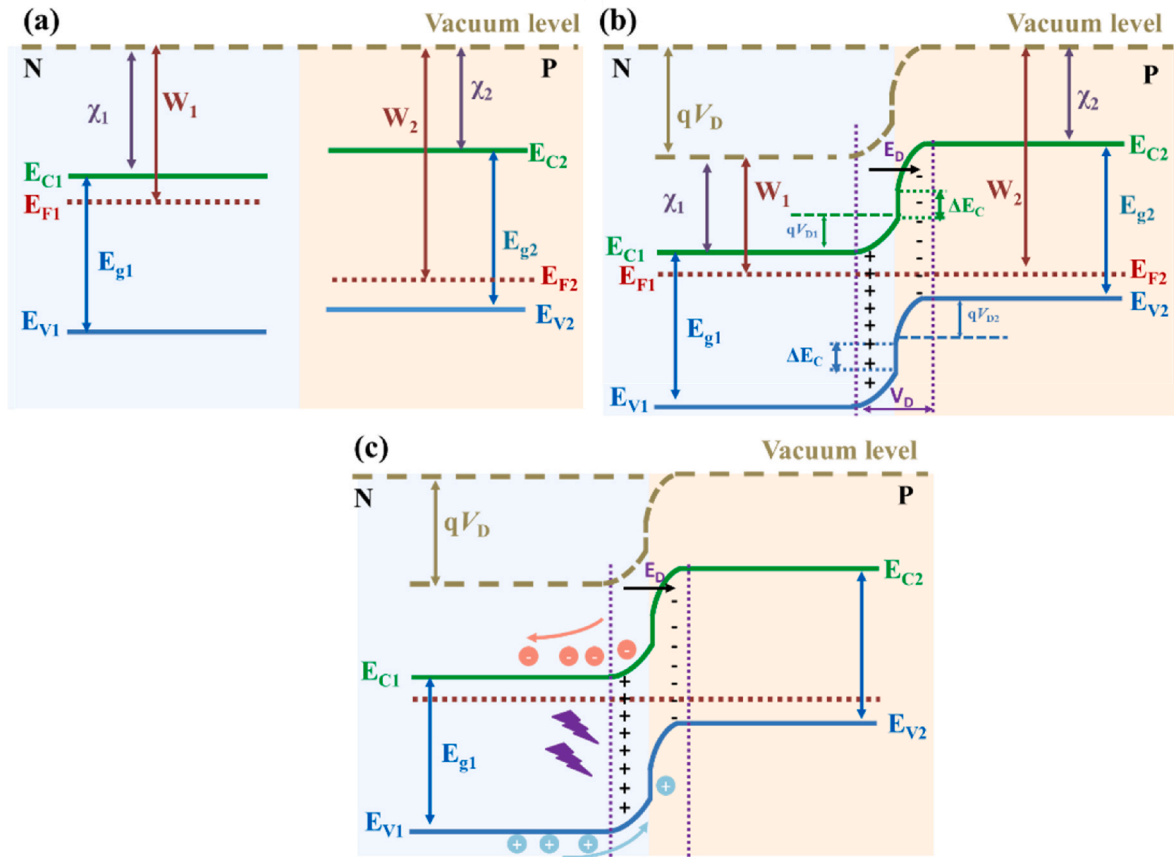 (a)
Vacuum level
N
P
χ1
W1
W2
χ2
EC1
EC2
EF1
Eg1
Eg2
EF2
EV1
EV2
(b)
Vacuum level
N
P
qVD
χ2
ED
EC2
χ1
W1
W2
ΔEC
Eg2
qVD1
EC1
EF1
EF2
EV2
Eg1
qVD2
ΔEC
EV1
VD
(c)
Vacuum level
N
P
qVD
ED
EC2
EC1
Eg1
EV2
EV1